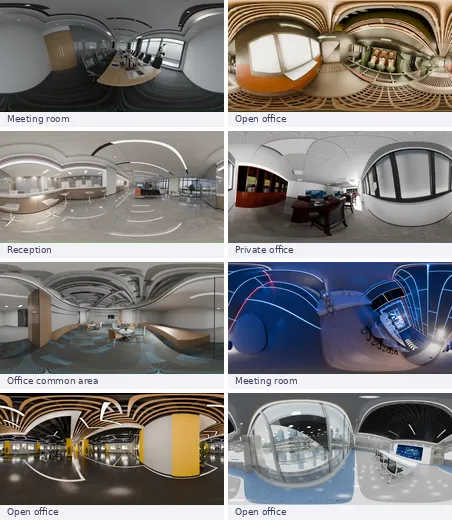 Meeting room
Open office
Reception
Private office
Office common area
Meeting room
Open office
Open office